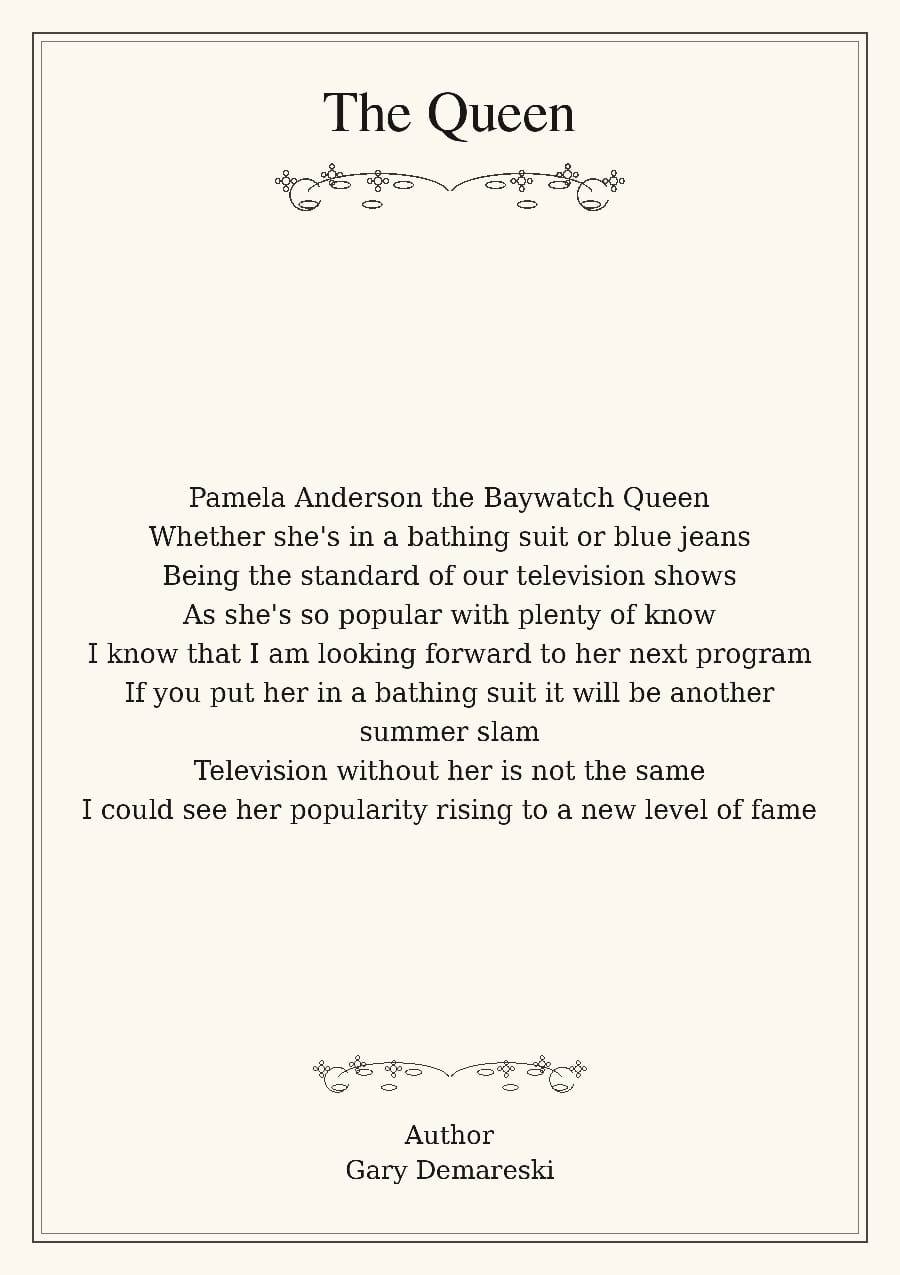 The Queen
Pamela Anderson the Baywatch Queen
Whether she's in a bathing suit or blue jeans
Being the standard of our television shows
As she's so popular with plenty of know
I know that I am looking forward to her next program
If you put her in a bathing suit it will be another
summer slam
Television without her is not the same
I could see her popularity rising to a new level of fame
Author
Gary Demareski